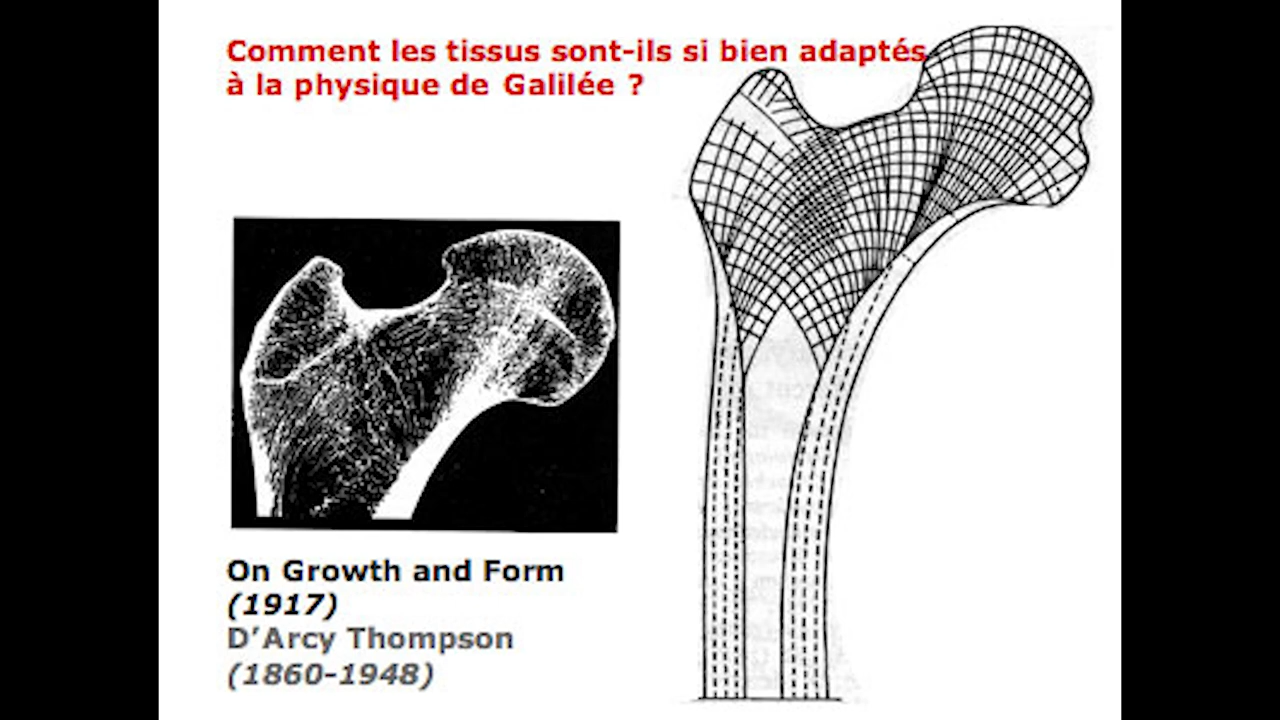 Comment les tissus sont-ils si bien adaptés
à la physique de Galilée ?
On Growth and Form
(1917)
D’Arcy Thompson
(1860-1948)